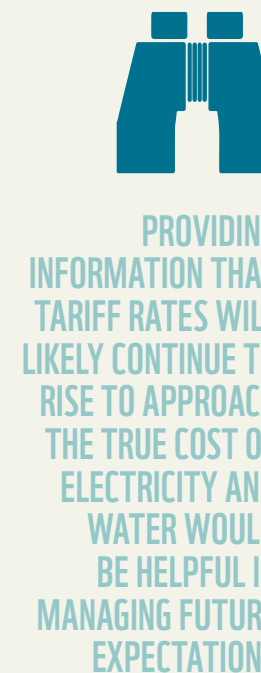 PROVIDIN
INFORMATION THA
TARIFF RATES WIL
LIKELY CONTINUE T
RISE TO APPROAC
THE TRUE COST O
ELECTRICITY AN
WATER WOUL
BE HELPFUL I
MANAGING FUTUR
EXPECTATION